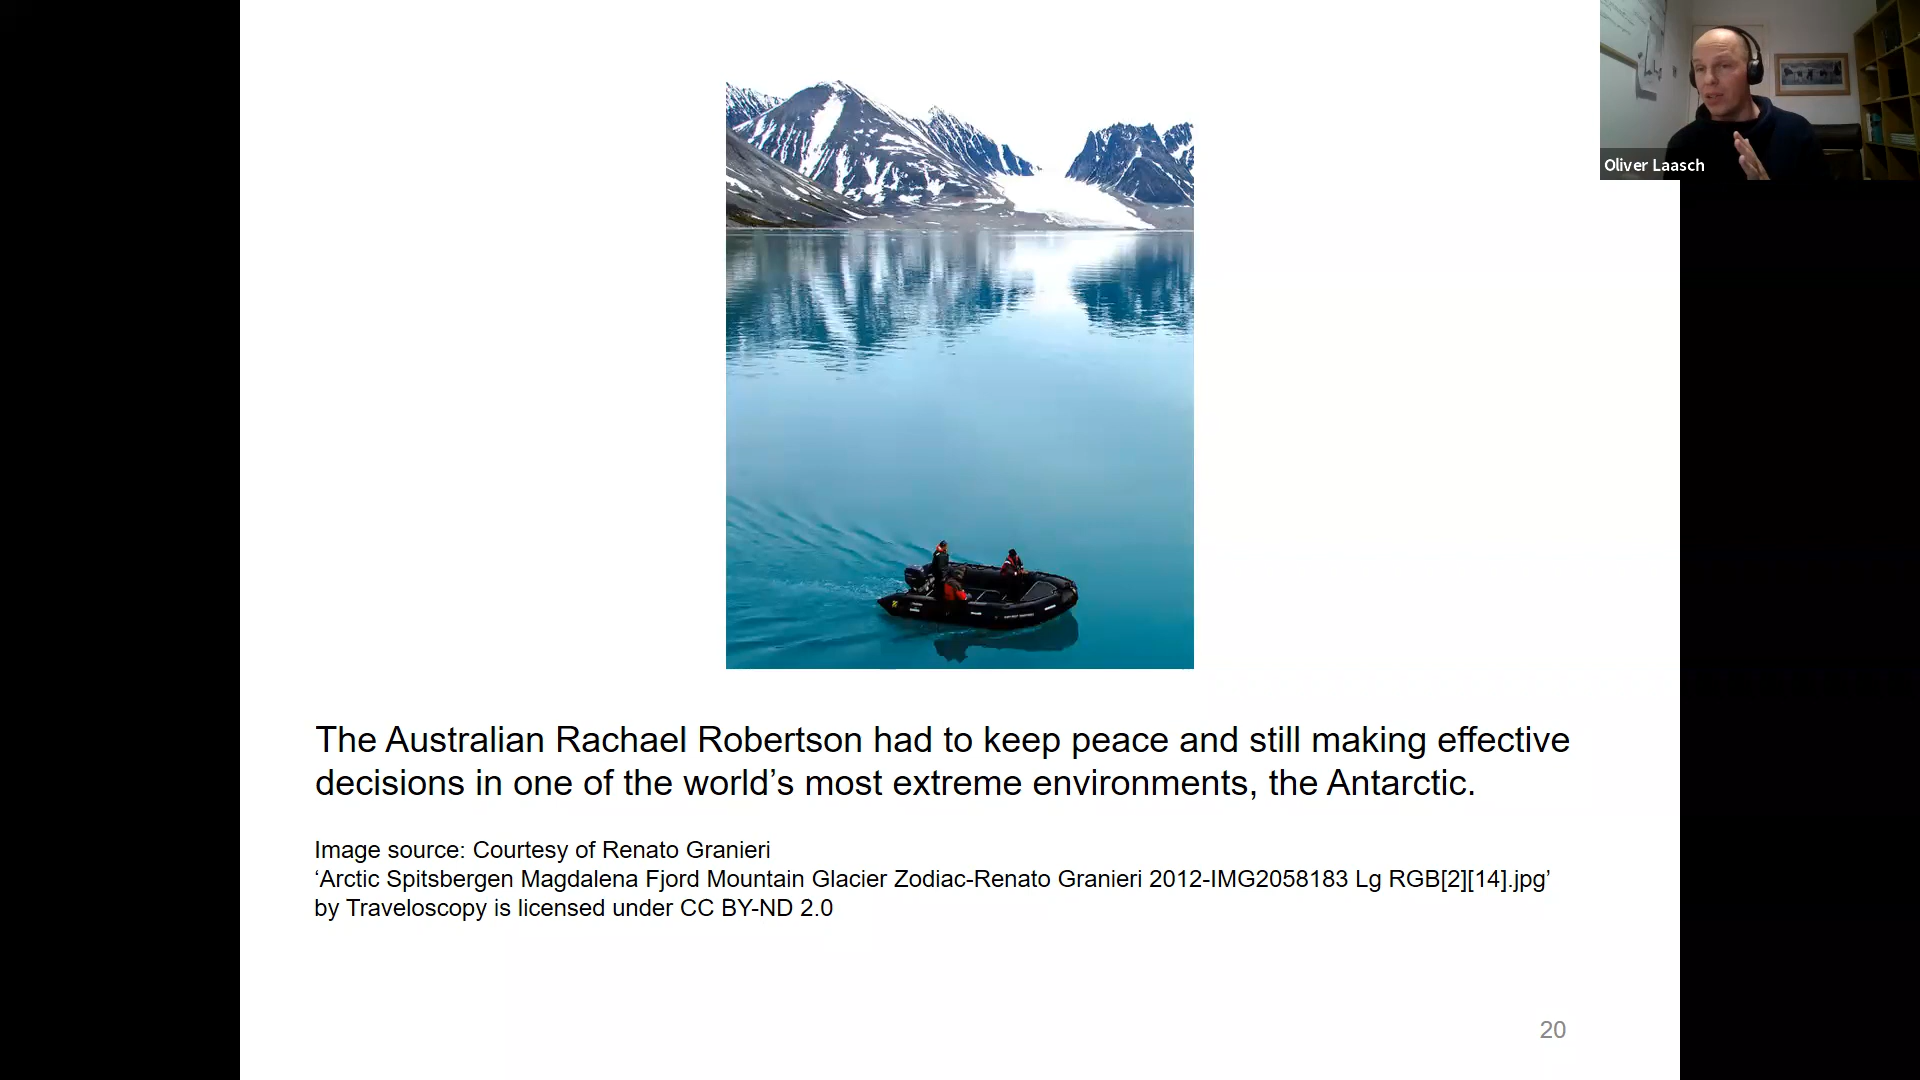 Oliver Laasch
The Australian Rachael Robertson had to keep peace and still making effective
decisions in one of the world’s most extreme environments, the Antarctic.
Image source: Courtesy of Renato Granieri
‘Arctic Spitsbergen Magdalena Fjord Mountain Glacier Zodiac-Renato Granieri 2012-IMG2058183 Lg RGB[2][14].jpg’
by Traveloscopy is licensed under CC BY-ND 2.0
20